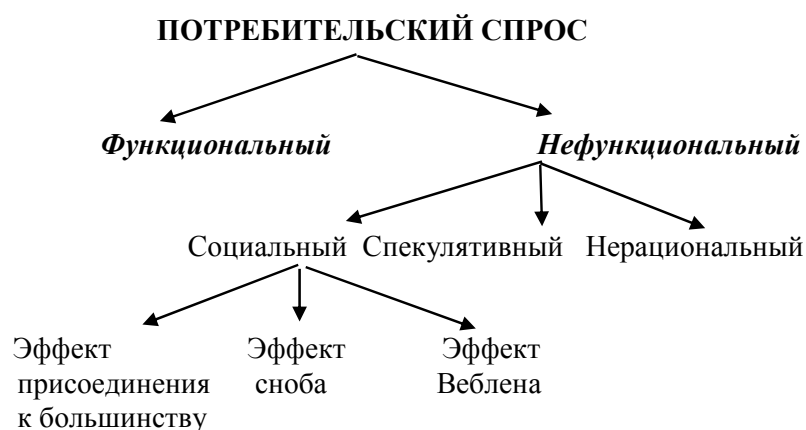 ПОТРЕБИТЕЛЬСКИЙ СПРОС
Функциональный Нефункциональный
Социальный Спекулятивный Нерациональный
Эффект Эффект Эффект
присоединения сноба Веблена
к большинству